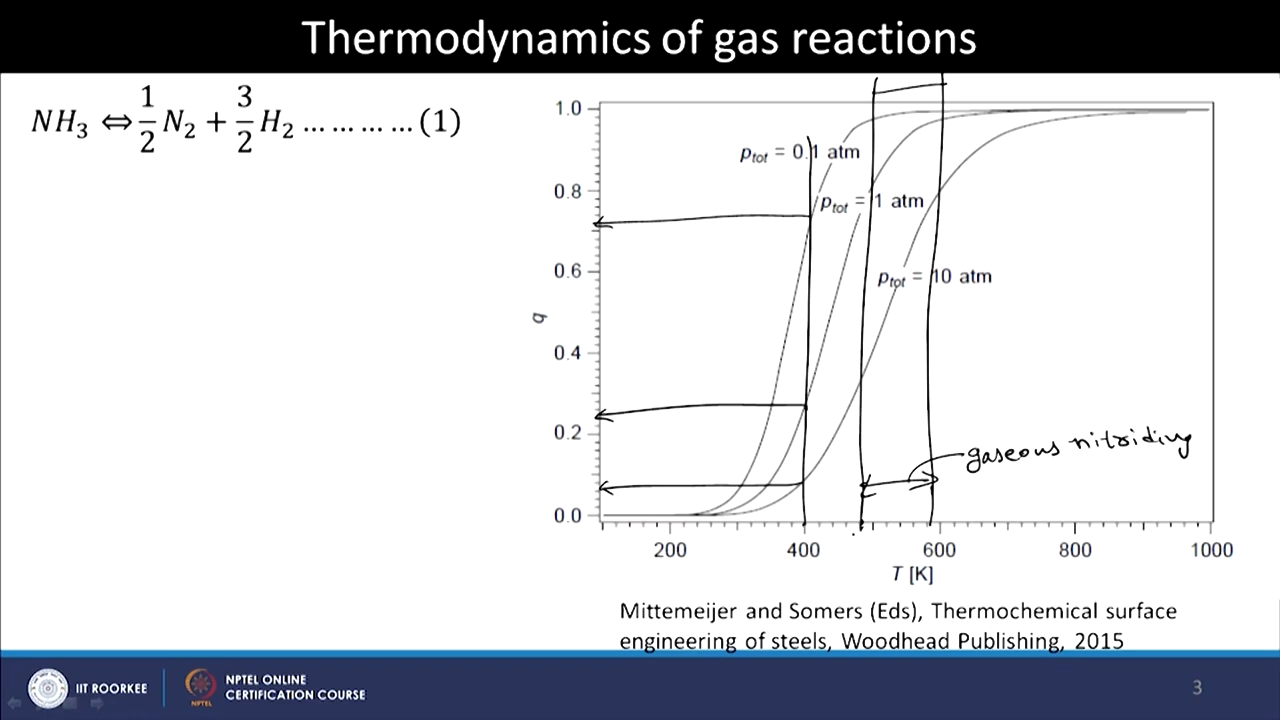 Thermodynamics of gas reactions
NH₃ ⇔ 1/2 N₂ + 3/2 H₂ ... ... ... ... (1)
1.0
0.8
0.6
0.4
0.2
0.0
q
p_tot = 0.1 atm
p_tot = 1 atm
p_tot = 10 atm
gaseous nitriding
200 400 600 800 1000
T [K]
Mittemeijer and Somers (Eds), Thermochemical surface
engineering of steels, Woodhead Publishing, 2015
IIT ROORKEE
NPTEL ONLINE
CERTIFICATION COURSE
NPTEL
3